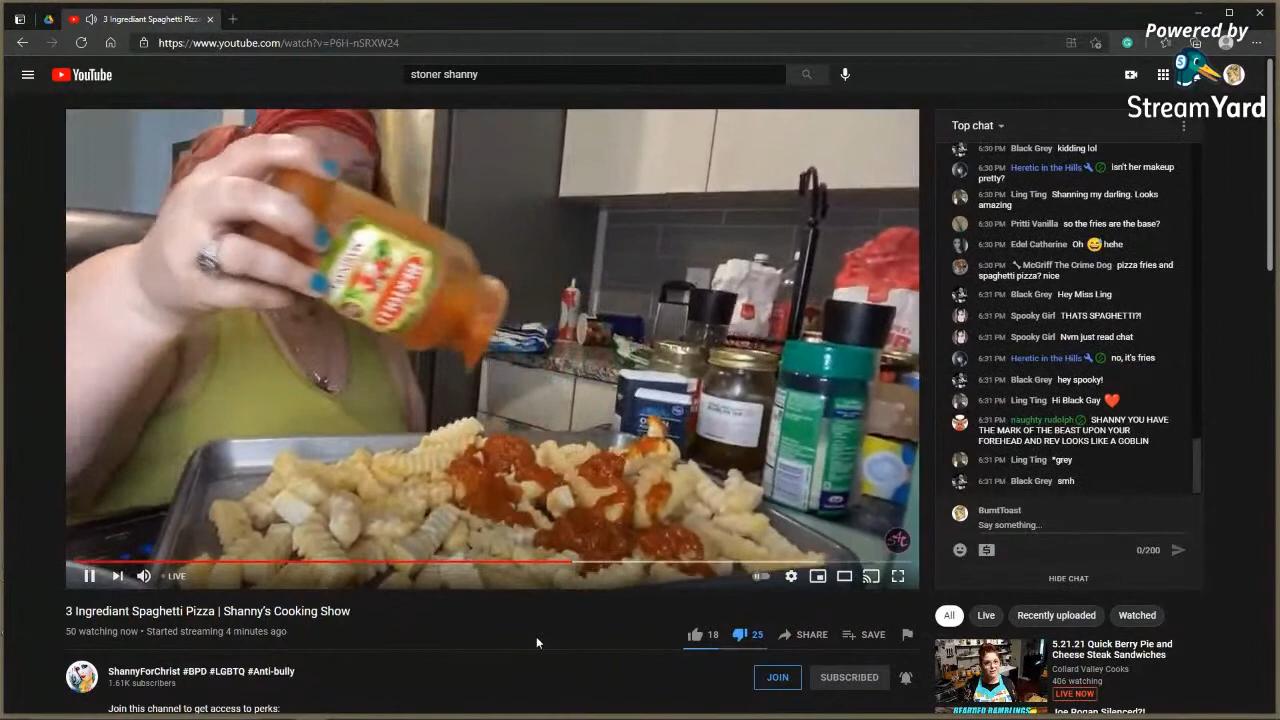 3 Ingrediant Spaghetti Pizz
Powered by
StreamYard
https://www.youtube.com/watch?v=P6H-nSRXW24
YouTube
stoner shanny
Top chat
6:30 PM Black Grey kidding lol
6:30 PM Heretic in the Hills Isn't her makeup
pretty?
6:30 PM Ling Ting Shanning my darling. Looks
amazing
6:30 PM Pritti Vanilla so the fries are the base?
6:30 PM Edel Catherine Oh 😅 hehe
6:30 PM McGriff The Crime Dog pizza fries and
spaghetti pizza? nice
6:31 PM Black Grey Hey Miss Ling
6:31 PM Spooky Girl THATS SPAGHETTI?!
6:31 PM Spooky Girl Nvm just read chat
6:31 PM Heretic in the Hills no, it's fries
6:31 PM Black Grey hey spooky!
6:31 PM Ling Ting Hi Black Gay ❤️
6:31 PM naughty rudolph SHANNY YOU HAVE
THE MARK OF THE BEAST UPON YOUR
FOREHEAD AND REV LOOKS LIKE A GOBLIN
6:31 PM Ling Ting *grey
6:31 PM Black Grey smh
BurntToast
Say something...
0/200
HIDE CHAT
BERTOLLI
LIVE
3 Ingrediant Spaghetti Pizza | Shanny's Cooking Show
50 watching now • Started streaming 4 minutes ago
18
25
SHARE
SAVE
ShannyForChrist #BPD #LGBTQ #Anti-bully
1.61K subscribers
JOIN
SUBSCRIBED
Join this channel to get access to perks:
All
Live
Recently uploaded
Watched
5.21.21 Quick Berry Pie and
Cheese Steak Sandwiches
Collard Valley Cooks
406 watching
LIVE NOW
BEARDED RAMBLINGS
Joe Rogan Silenced?!